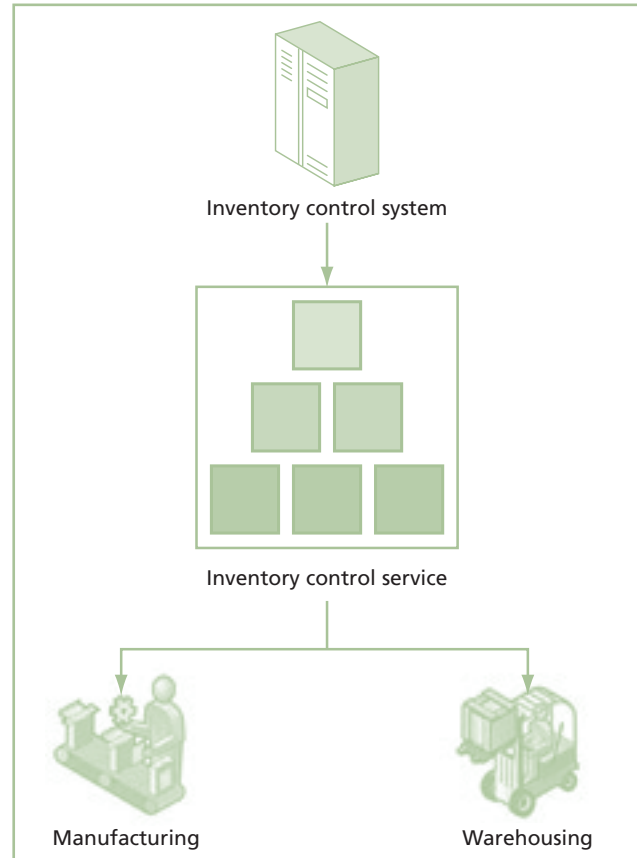 Inventory control system
Inventory control service
Manufacturing
Warehousing